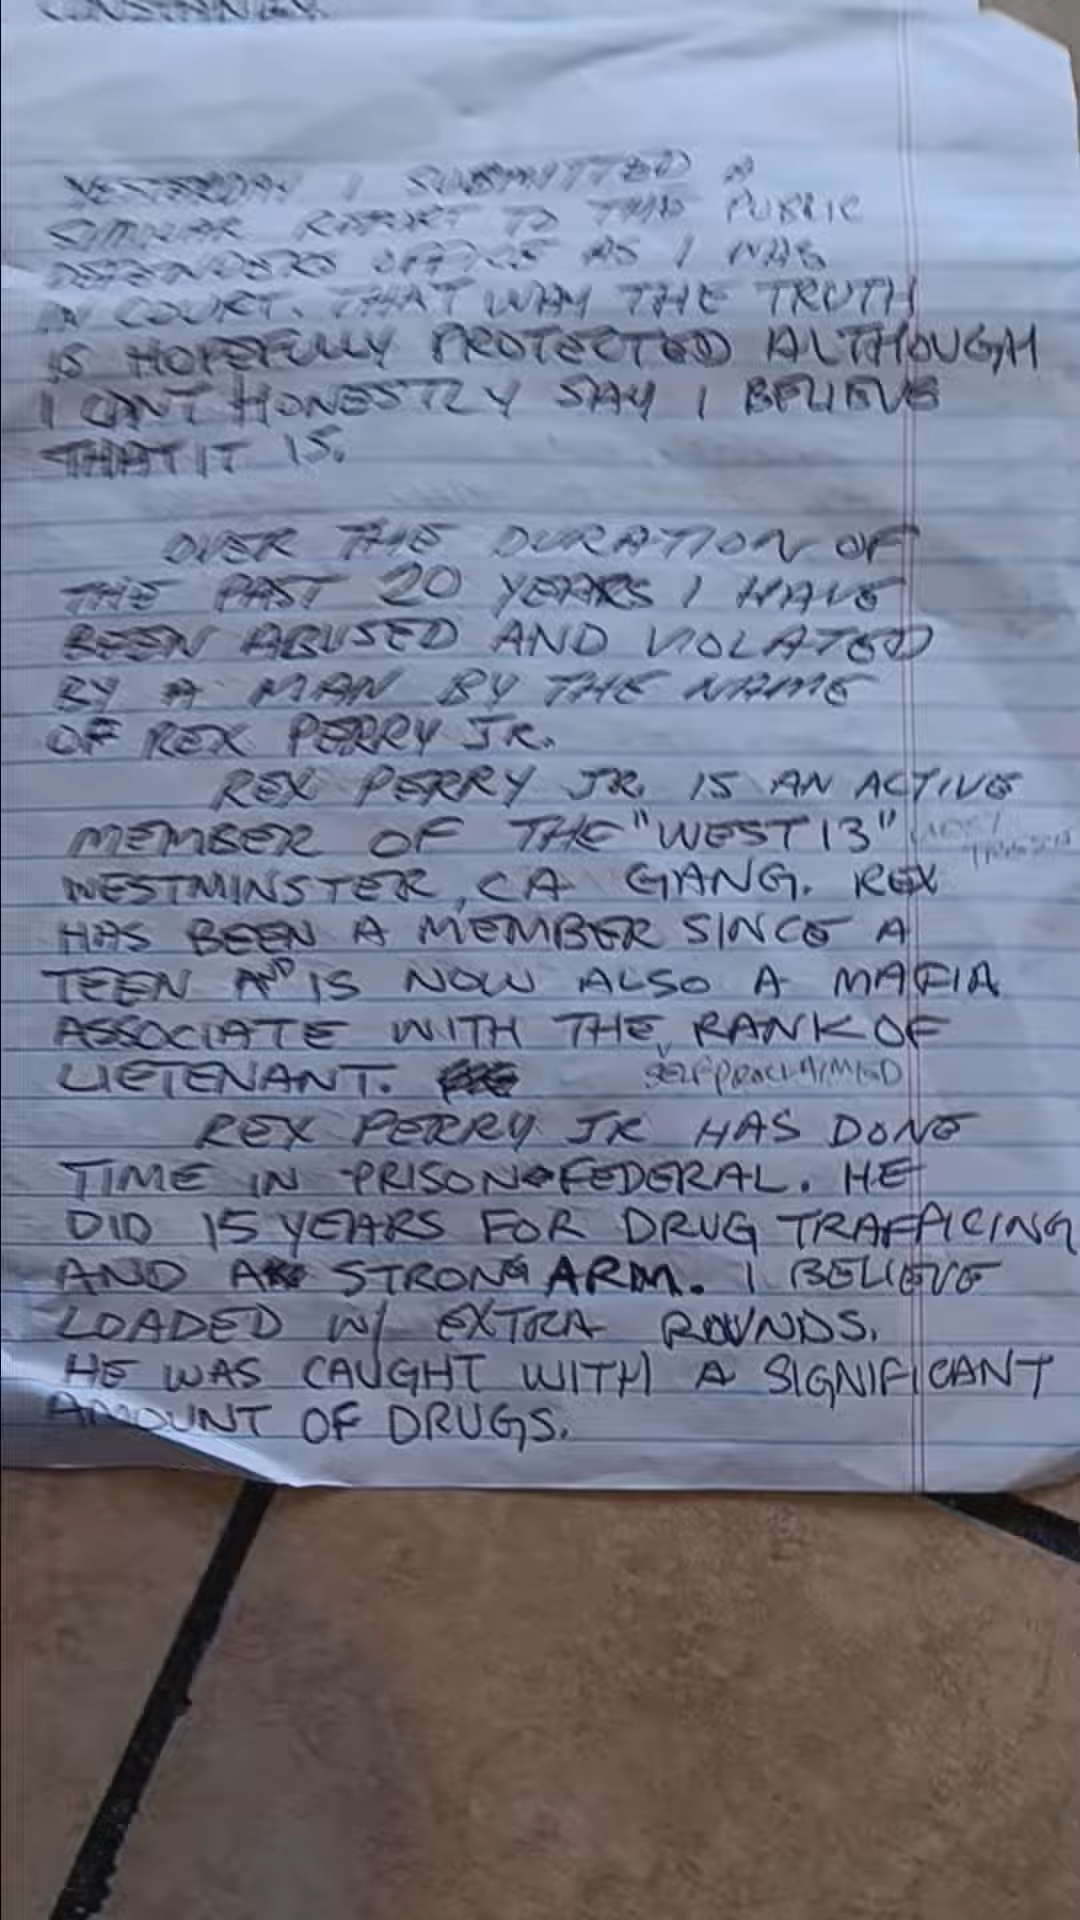 YESTERDAY I SUBMITTED A
SIMILAR REPORT TO THE PUBLIC
DEFENDERS OFFICE AS I WAS
IN COURT. THAT WAY THE TRUTH
IS HOPEFULLY PROTECTED ALTHOUGH
I CANT HONESTLY SAY I BELIEVE
THAT IT IS.
OVER THE DURATION OF
THE PAST 20 YEARS I HAVE
BEEN ABUSED AND VIOLATED
BY A MAN BY THE NAME
OF REX PERRY JR.
REX PERRY JR. IS AN ACTIVE
MEMBER OF THE "WEST 13"
WESTMINSTER, CA GANG. REX
HAS BEEN A MEMBER SINCE A
TEEN AND IS NOW ALSO A MAFIA
ASSOCIATE WITH THE RANK OF
LIETENANT. SELF PROCLAIMED
REX PERRY JR HAS DONE
TIME IN PRISON FEDERAL. HE
DID 15 YEARS FOR DRUG TRAFFICING
AND STRONG ARM. I BELIEVE
LOADED W/ EXTRA ROUNDS.
HE WAS CAUGHT WITH A SIGNIFICANT
AMOUNT OF DRUGS.